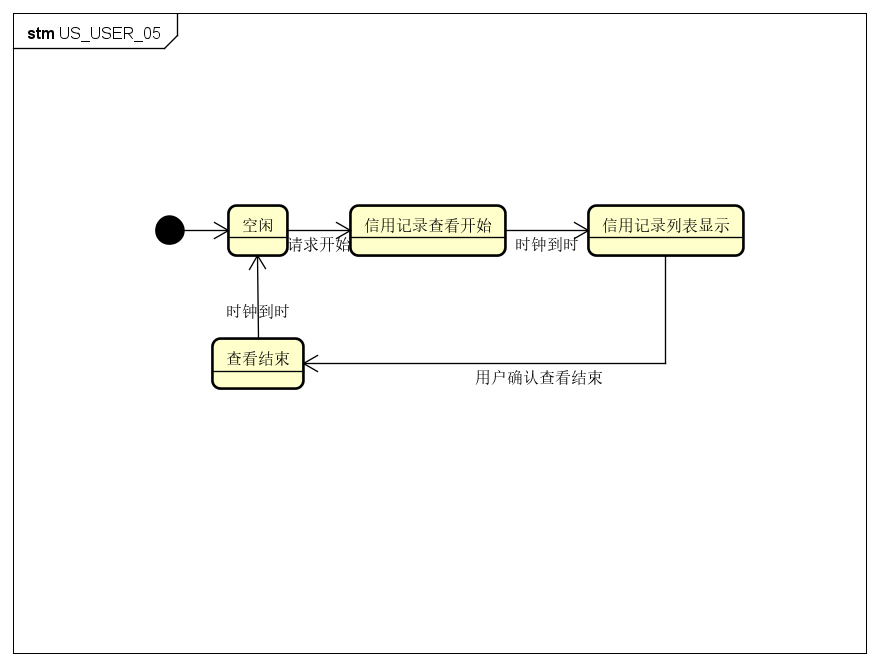 stm US_USER_05
空闲
请求开始
信用记录查看开始
时钟到时
信用记录列表显示
时钟到时
查看结束
用户确认查看结束